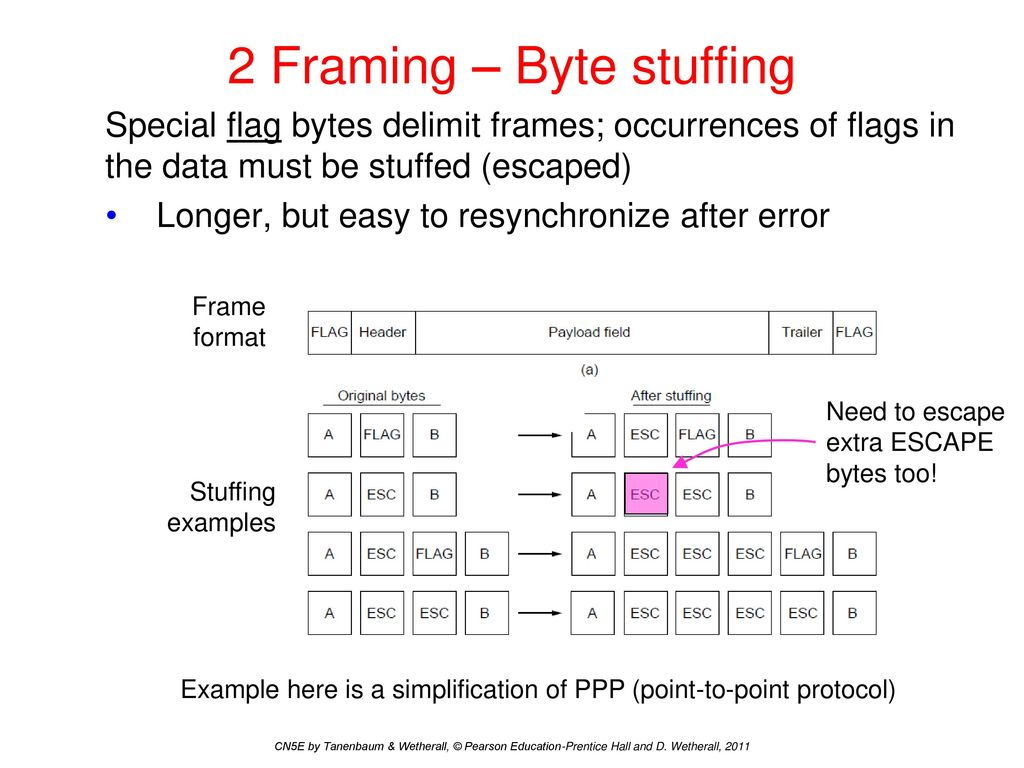 2 Framing – Byte stuffing
Special flag bytes delimit frames; occurrences of flags in
the data must be stuffed (escaped)
• Longer, but easy to resynchronize after error
Frame
format
FLAG Header Payload field Trailer FLAG
(a)
Original bytes After stuffing
Need to escape
extra ESCAPE
bytes too!
A FLAG B A ESC FLAG B
Stuffing
examples
A ESC B A ESC ESC B
A ESC FLAG B A ESC ESC ESC FLAG B
A ESC ESC B A ESC ESC ESC ESC B
Example here is a simplification of PPP (point-to-point protocol)
CN5E by Tanenbaum & Wetherall, © Pearson Education-Prentice Hall and D. Wetherall, 2011